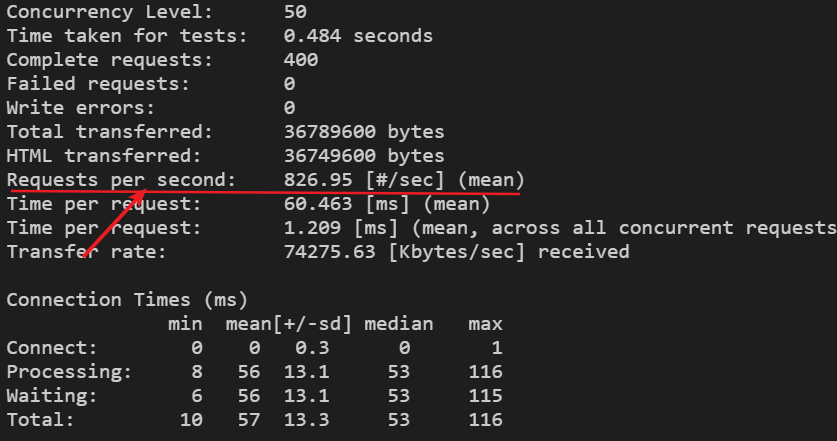 Concurrency Level:      50
Time taken for tests:   0.484 seconds
Complete requests:      400
Failed requests:        0
Write errors:           0
Total transferred:      36789600 bytes
HTML transferred:       36749600 bytes
Requests per second:    826.95 [#/sec] (mean)
Time per request:       60.463 [ms] (mean)
Time per request:       1.209 [ms] (mean, across all concurrent requests
Transfer rate:          74275.63 [Kbytes/sec] received
Connection Times (ms)
              min  mean[+/-sd] median   max
Connect:        0    0   0.3      0       1
Processing:     8   56  13.1     53     116
Waiting:        6   56  13.1     53     115
Total:         10   57  13.3     53     116